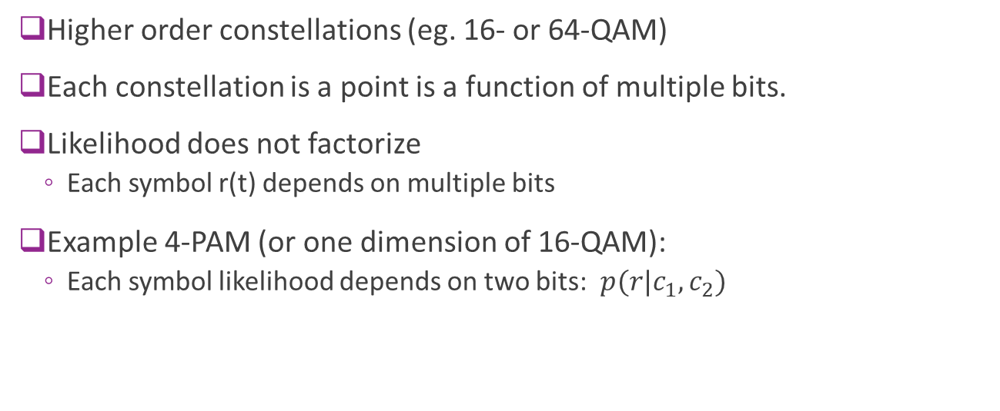 ❑Higher order constellations (eg. 16- or 64-QAM)
❑Each constellation is a point is a function of multiple bits.
❑Likelihood does not factorize
◦ Each symbol r(t) depends on multiple bits
❑Example 4-PAM (or one dimension of 16-QAM):
◦ Each symbol likelihood depends on two bits: 𝑝(𝑟|𝑐₁, 𝑐₂)